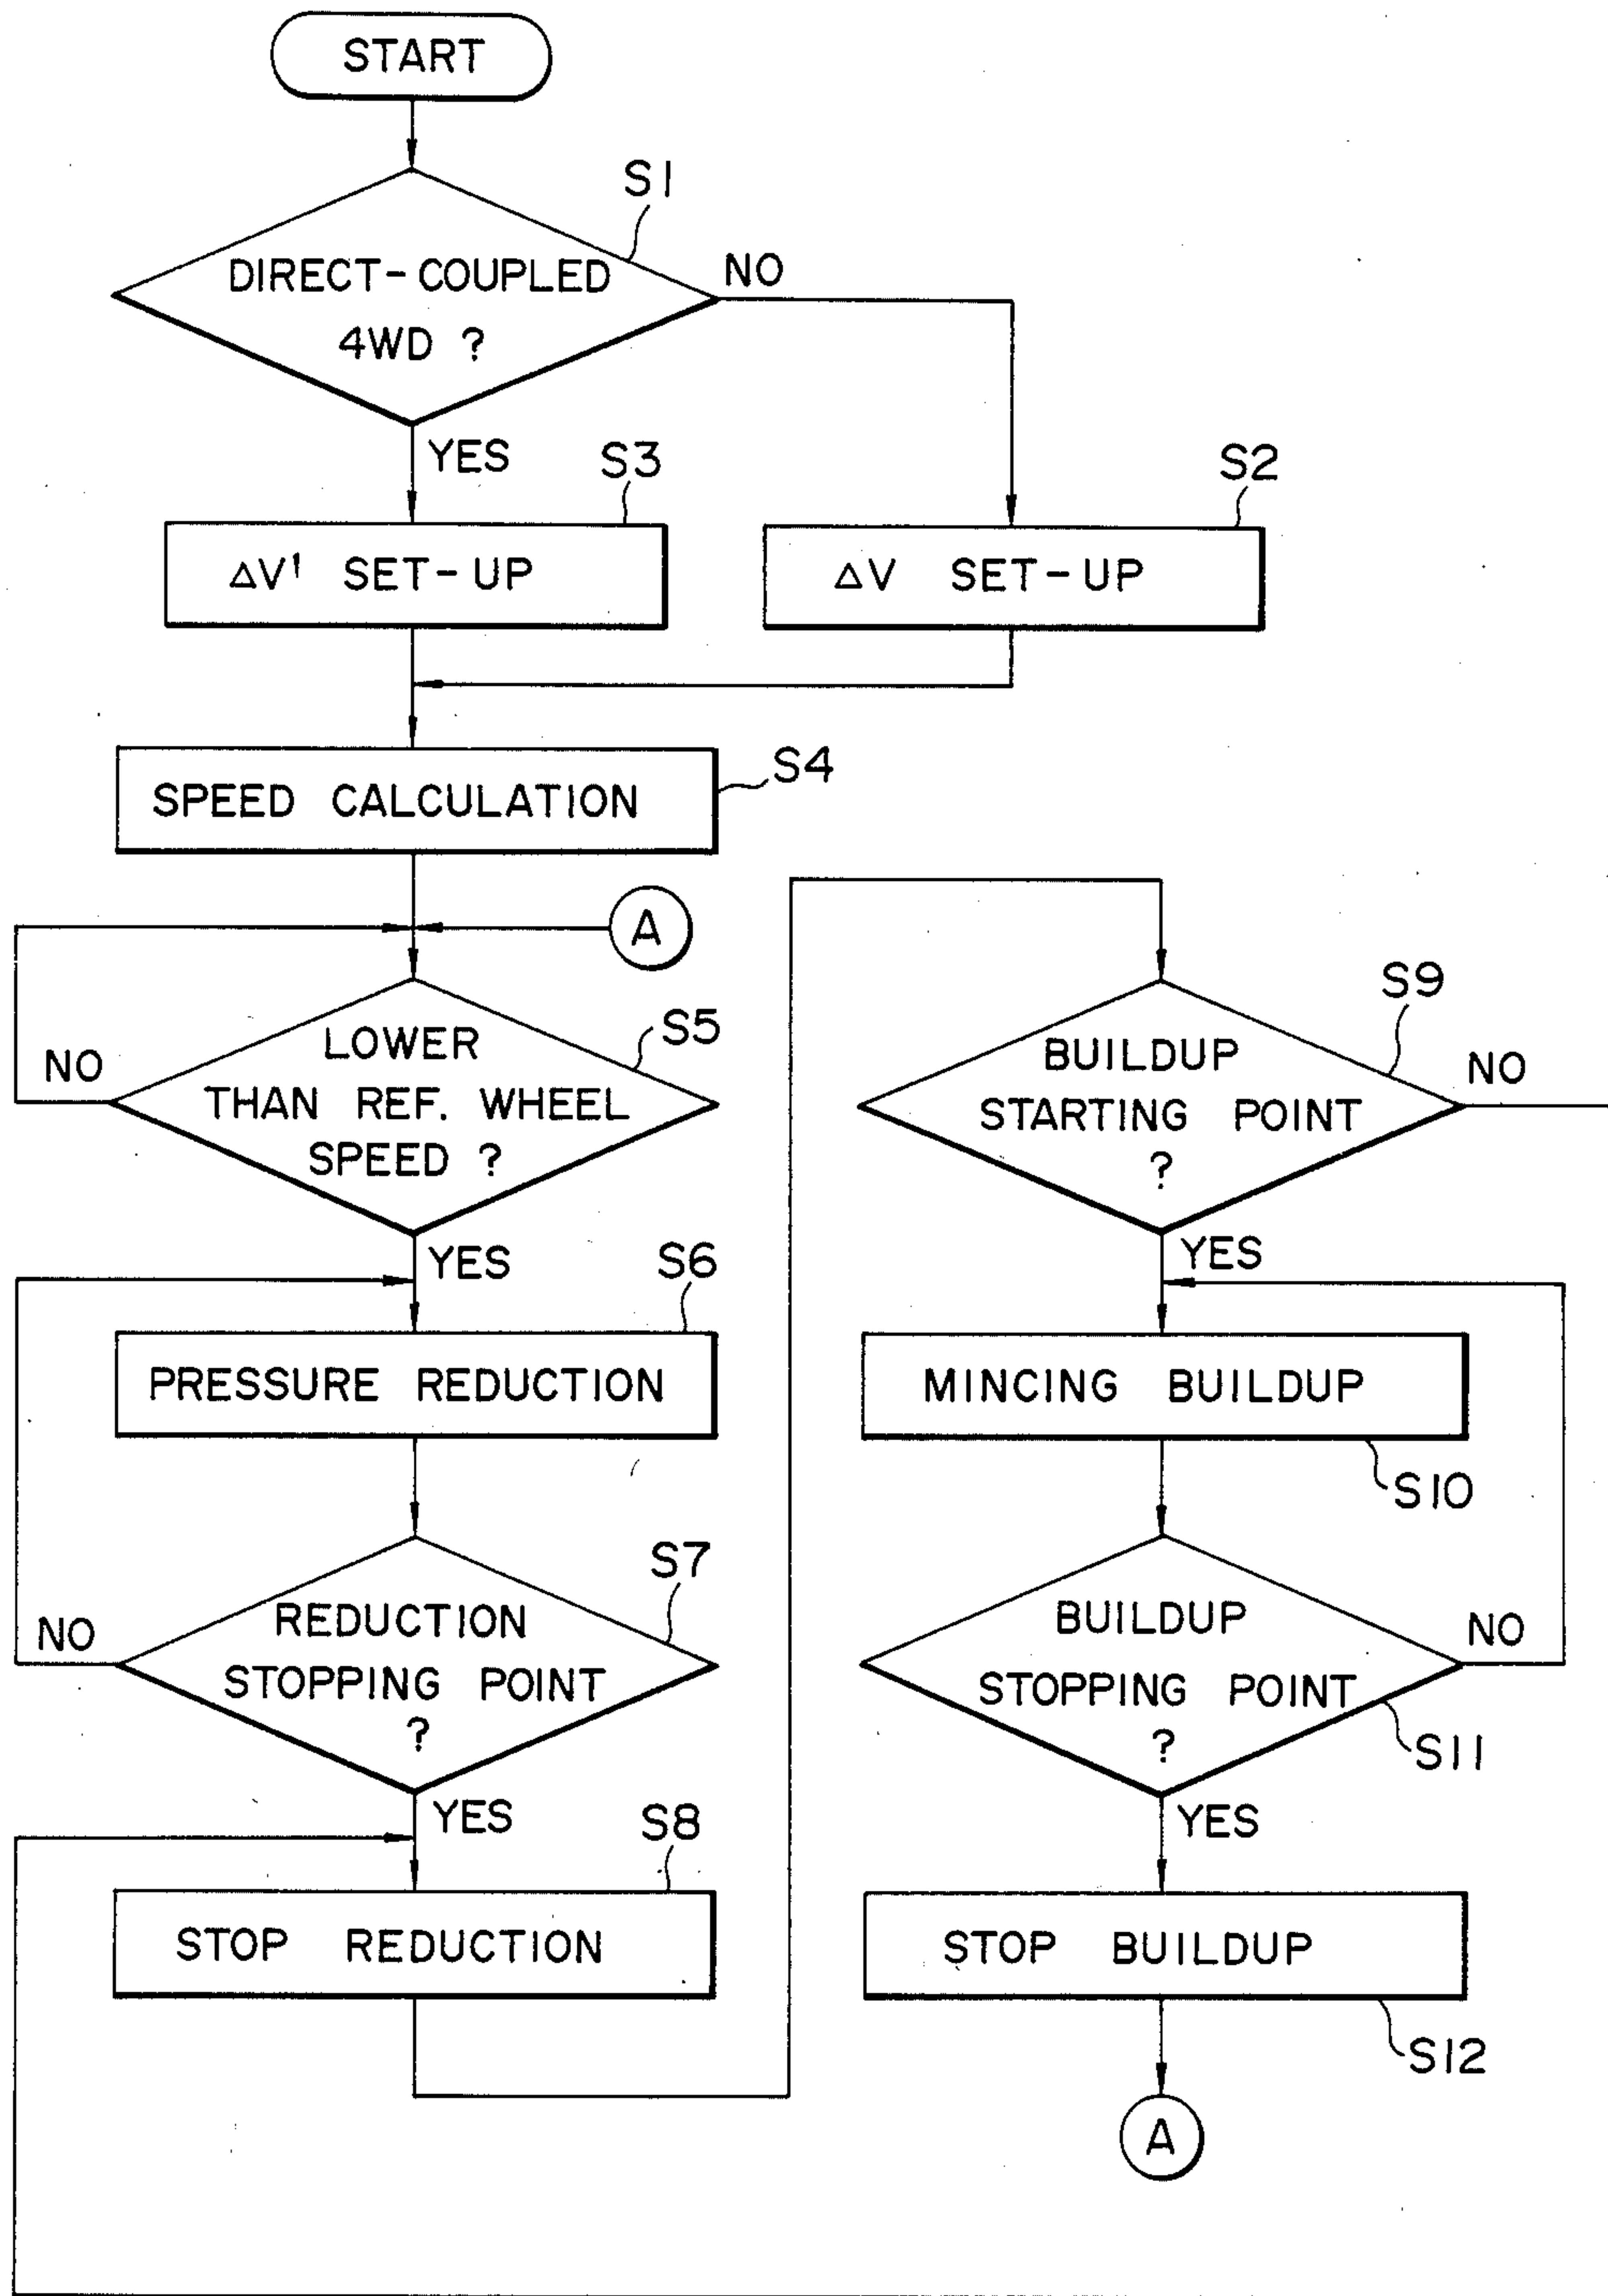 START
S1
DIRECT-COUPLED
4WD ?
NO
YES
S3
ΔV' SET-UP
S2
ΔV SET-UP
S4
SPEED CALCULATION
A
S5
LOWER
THAN REF. WHEEL
SPEED ?
NO
YES
S6
PRESSURE REDUCTION
S7
REDUCTION
STOPPING POINT
?
NO
YES
S8
STOP REDUCTION
S9
BUILDUP
STARTING POINT
?
NO
YES
MINCING BUILDUP
S10
BUILDUP
STOPPING POINT
?
NO
S11
YES
STOP BUILDUP
S12
A